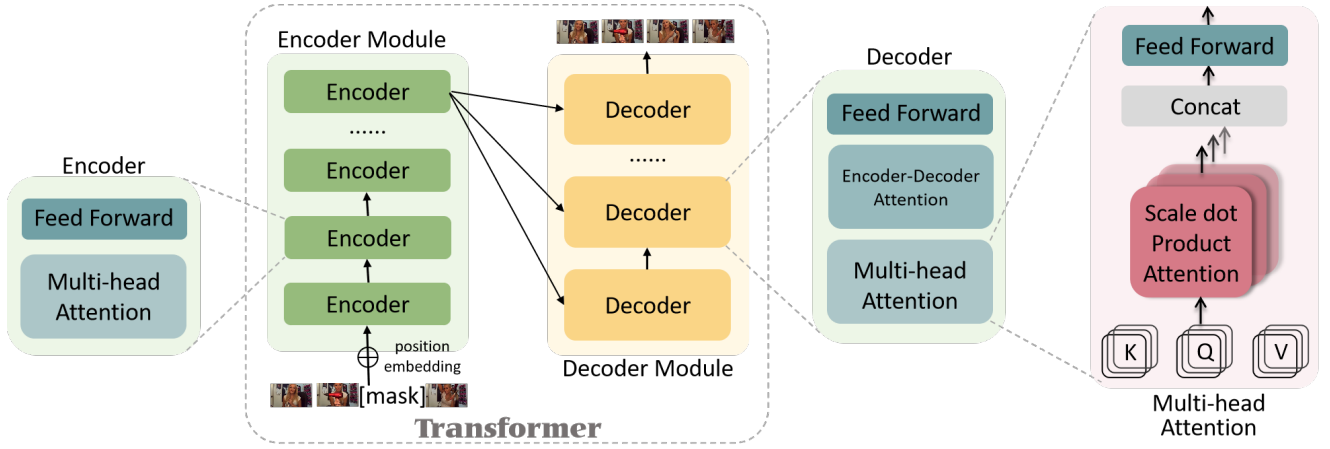 Encoder
Feed Forward
Multi-head
Attention
Encoder Module
Encoder
......
Encoder
Encoder
Encoder
position
embedding
[mask]
Transformer
Decoder
......
Decoder
Decoder
Decoder Module
Decoder
Feed Forward
Encoder-Decoder
Attention
Multi-head
Attention
Feed Forward
Concat
Scale dot
Product
Attention
K
Q
V
Multi-head
Attention